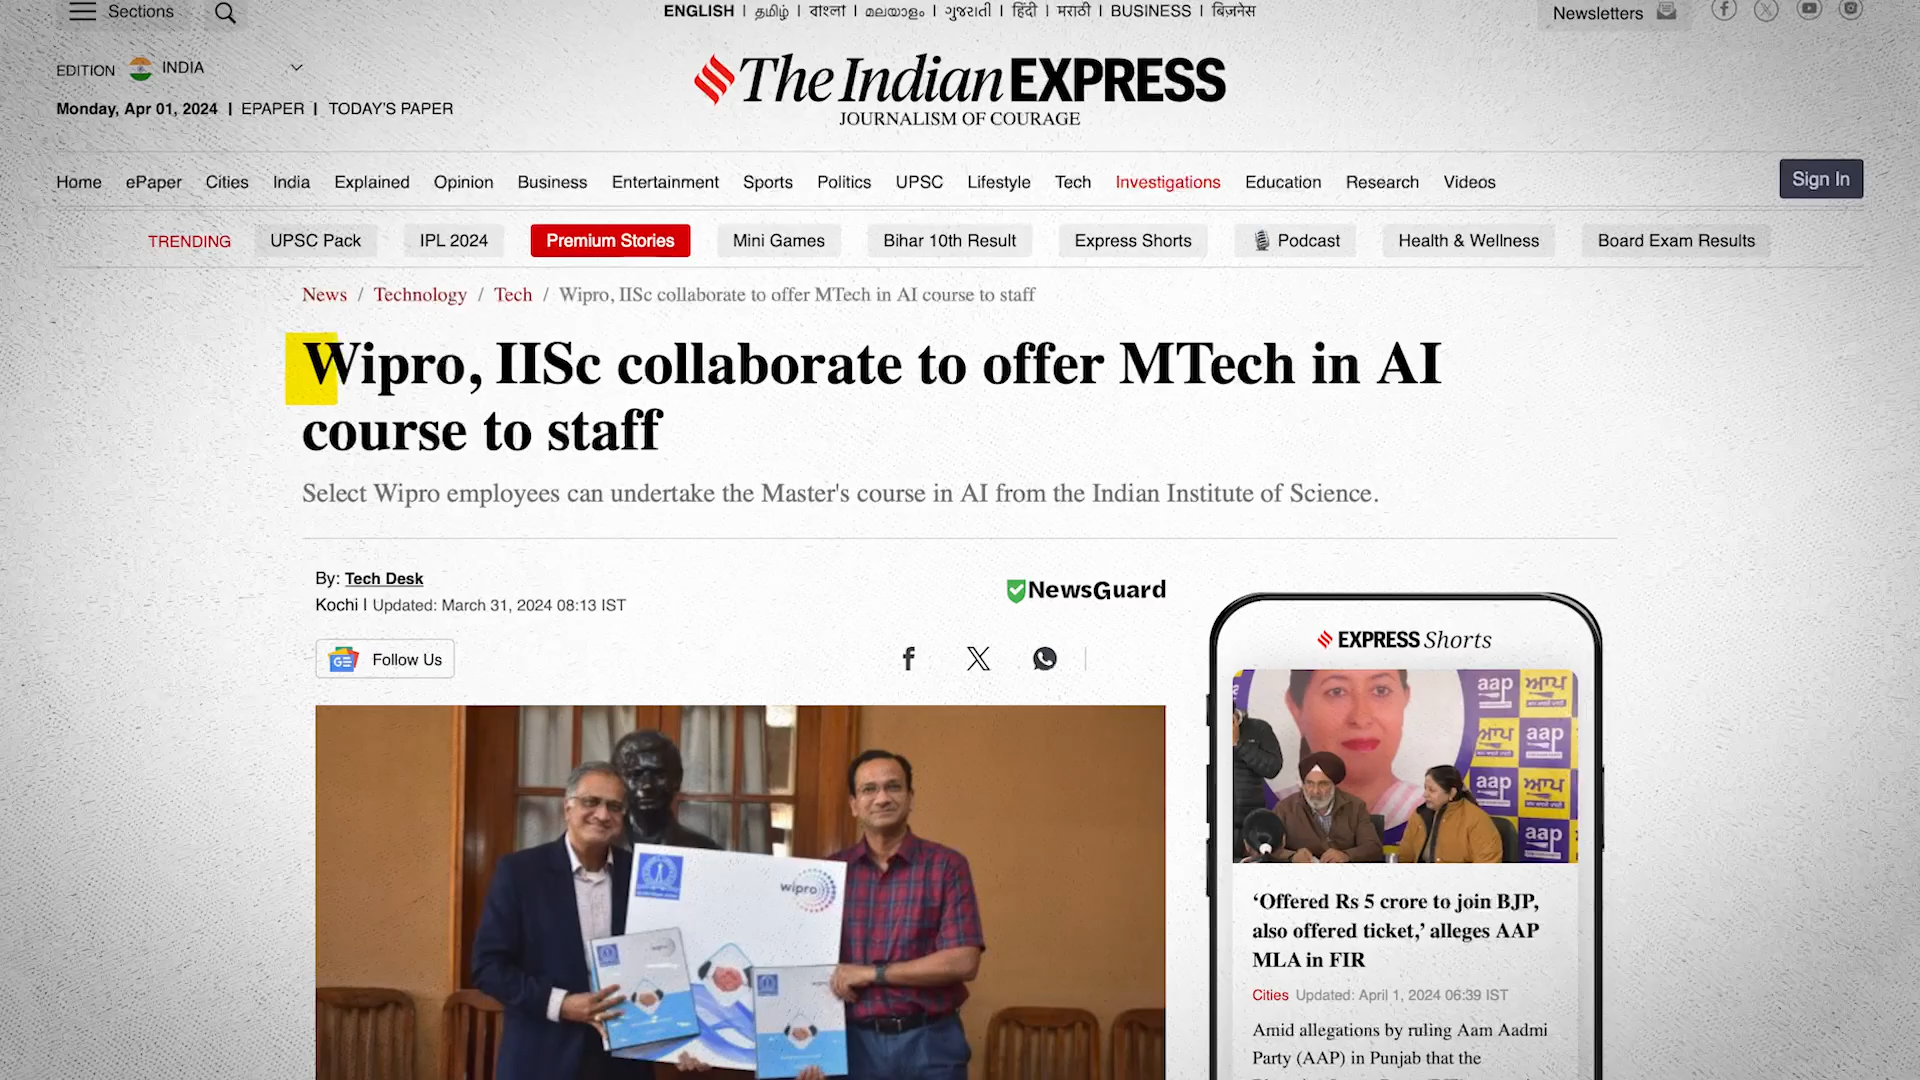 Sections
ENGLISH | தமிழ் | বাংলা | മലയാളം | ગુજરાતી | हिंदी | मराठी | BUSINESS | बिज़नेस
Newsletters
EDITION INDIA
Monday, Apr 01, 2024 | EPAPER | TODAY'S PAPER
The Indian EXPRESS
JOURNALISM OF COURAGE
Home ePaper Cities India Explained Opinion Business Entertainment Sports Politics UPSC Lifestyle Tech Investigations Education Research Videos
Sign In
TRENDING UPSC Pack IPL 2024 Premium Stories Mini Games Bihar 10th Result Express Shorts Podcast Health & Wellness Board Exam Results
News / Technology / Tech / Wipro, IISc collaborate to offer MTech in AI course to staff
Wipro, IISc collaborate to offer MTech in AI
course to staff
Select Wipro employees can undertake the Master's course in AI from the Indian Institute of Science.
By: Tech Desk
Kochi | Updated: March 31, 2024 08:13 IST
NewsGuard
GE Follow Us
wipro
EXPRESS Shorts
aap ਆਪ
ਆਪ aap
aap ਆਪ
aap
‘Offered Rs 5 crore to join BJP,
also offered ticket,’ alleges AAP
MLA in FIR
Cities Updated: April 1, 2024 06:39 IST
Amid allegations by ruling Aam Aadmi
Party (AAP) in Punjab that the